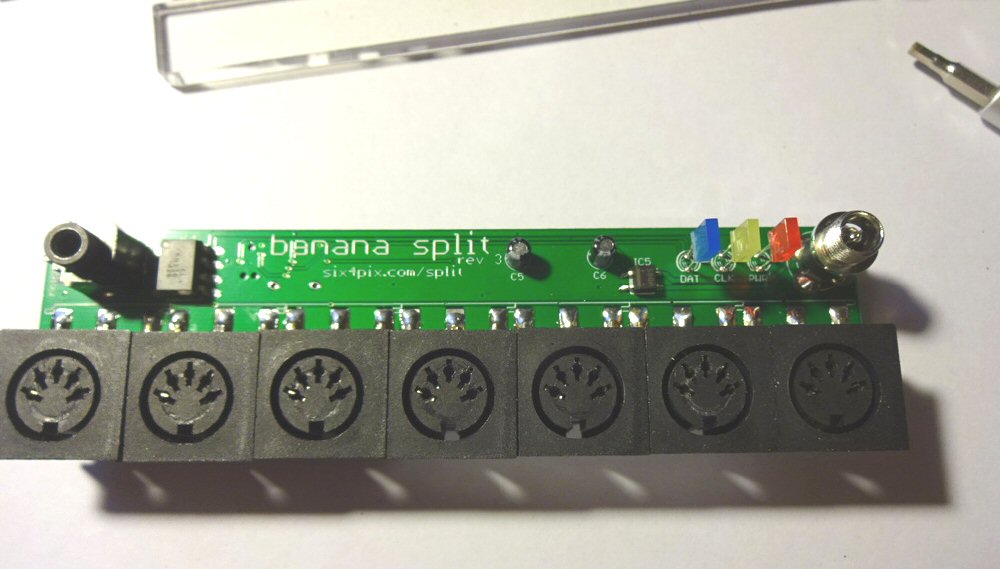 banana split
rev 3
six4pix.com/split
C5
C6
IC5
DAT
CLK
PWR